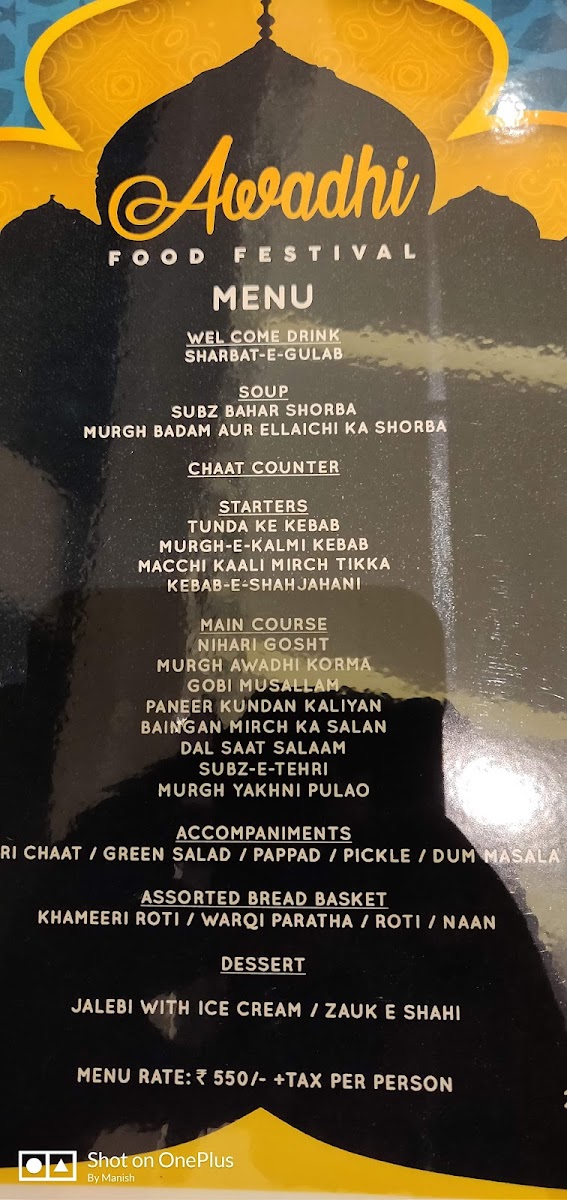 Awadhi
FOOD FESTIVAL
MENU
WEL COME DRINK
SHARBAT-E-GULAB
SOUP
SUBZ BAHAR SHORBA
MURGH BADAM AUR ELLAICHI KA SHORBA
CHAAT COUNTER
STARTERS
TUNDA KE KEBAB
MURGH-E-KALMI KEBAB
MACCHI KAALI MIRCH TIKKA
KEBAB-E-SHAHJAHANI
MAIN COURSE
NIHARI GOSHT
MURGH AWADHI KORMA
GOBI MUSALLAM
PANEER KUNDAN KALIYAN
BAINGAN MIRCH KA SALAN
DAL SAAT SALAAM
SUBZ-E-TEHRI
MURGH YAKHNI PULAO
ACCOMPANIMENTS
RI CHAAT / GREEN SALAD / PAPPAD / PICKLE / DUM MASALA
ASSORTED BREAD BASKET
KHAMEERI ROTI / WARQI PARATHA / ROTI / NAAN
DESSERT
JALEBI WITH ICE CREAM / ZAUK E SHAHI
MENU RATE: ₹ 550/- +TAX PER PERSON
Shot on OnePlus
By Manish